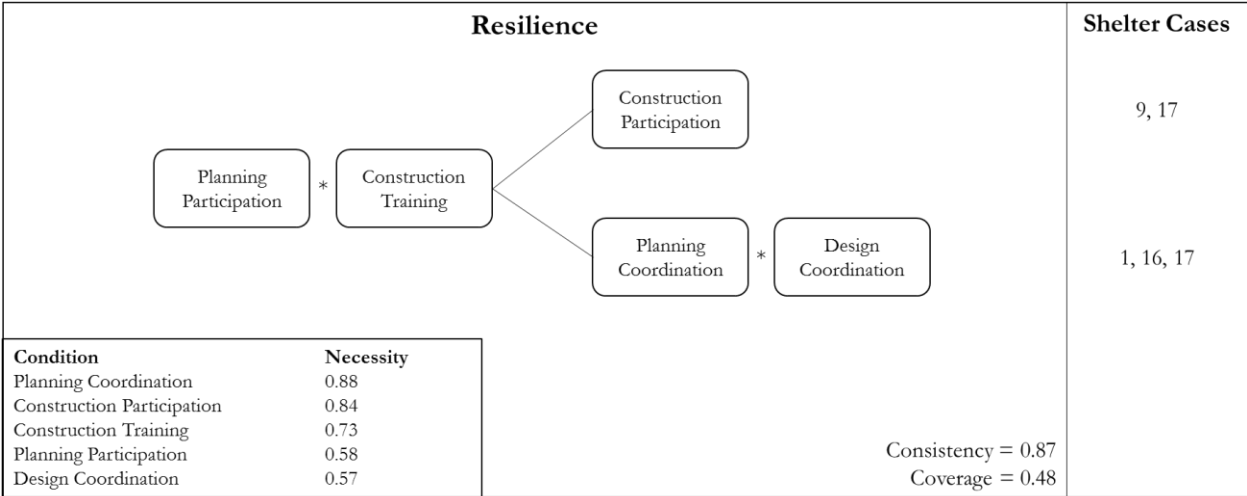 Resilience
Shelter Cases
Construction
Participation
9, 17
Planning
Participation
*
Construction
Training
Planning
Coordination
*
Design
Coordination
1, 16, 17
Condition Necessity
Planning Coordination 0.88
Construction Participation 0.84
Construction Training 0.73
Planning Participation 0.58
Design Coordination 0.57
Consistency = 0.87
Coverage = 0.48